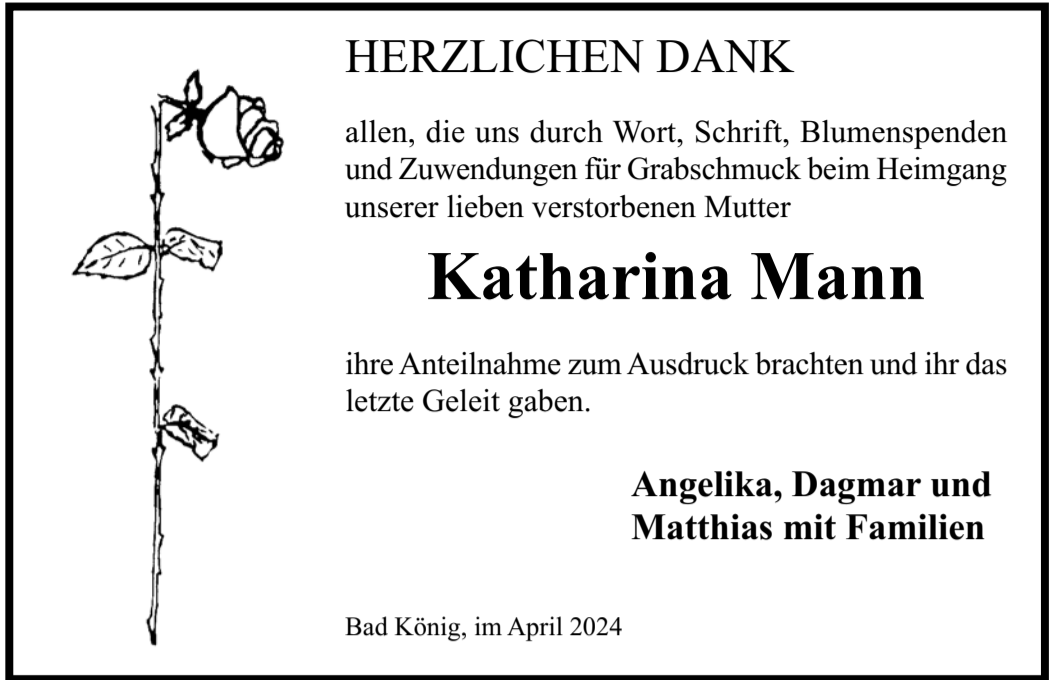 HERZLICHEN DANK
allen, die uns durch Wort, Schrift, Blumenspenden
und Zuwendungen für Grabschmuck beim Heimgang
unserer lieben verstorbenen Mutter
Katharina Mann
ihre Anteilnahme zum Ausdruck brachten und ihr das
letzte Geleit gaben.
Angelika, Dagmar und
Matthias mit Familien
Bad König, im April 2024